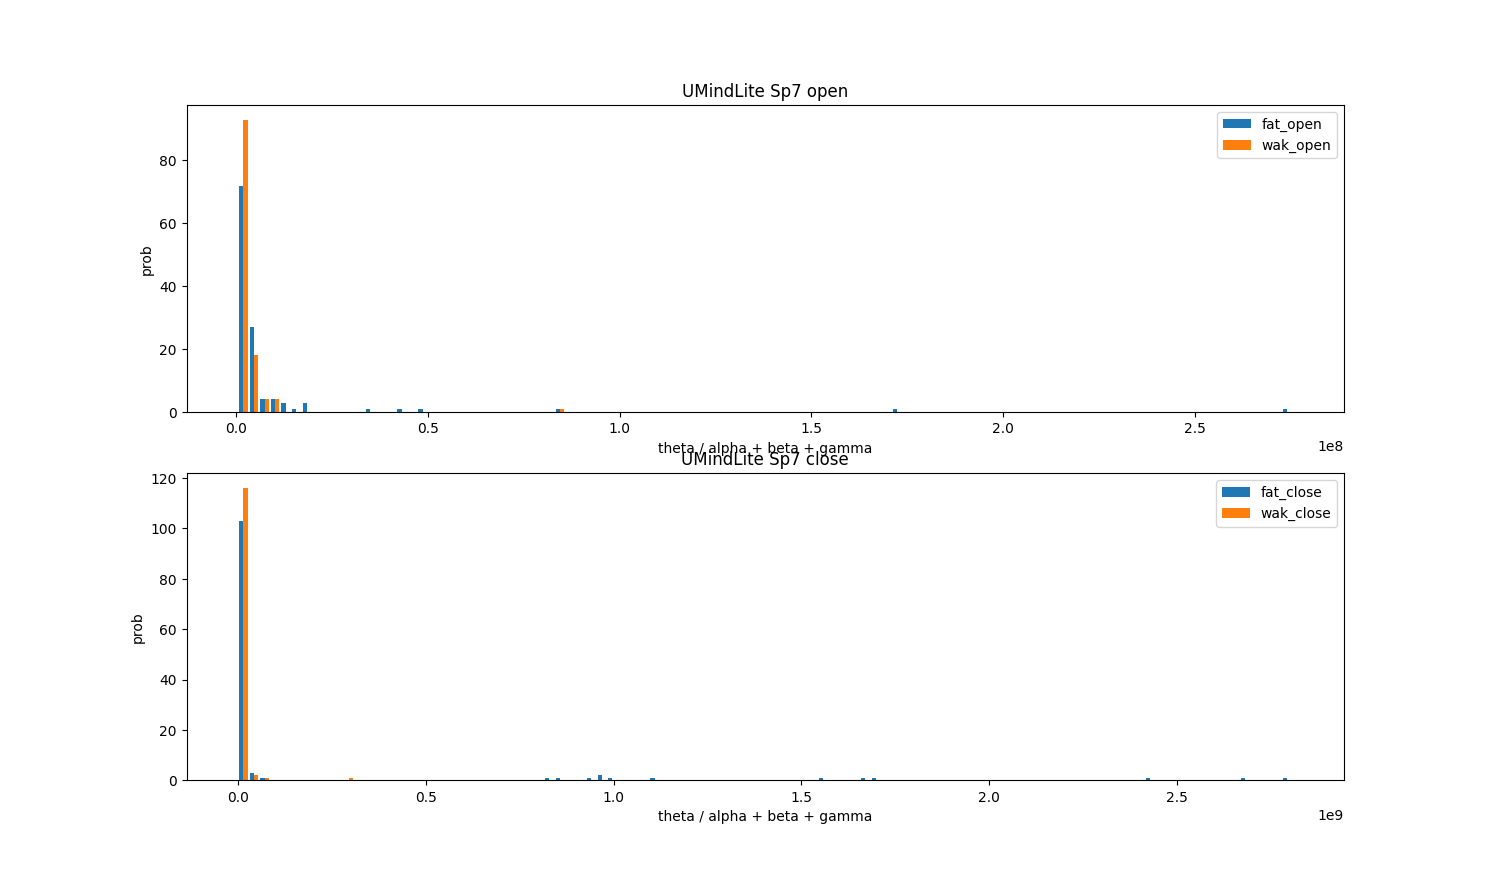 UMindLite Sp7 open
fat_open
wak_open
prob
80
60
40
20
0
0.0 0.5 1.0 1.5 2.0 2.5
1e8
theta / alpha + beta + gamma
UMindLite Sp7 close
fat_close
wak_close
prob
120
100
80
60
40
20
0
0.0 0.5 1.0 1.5 2.0 2.5
1e9
theta / alpha + beta + gamma